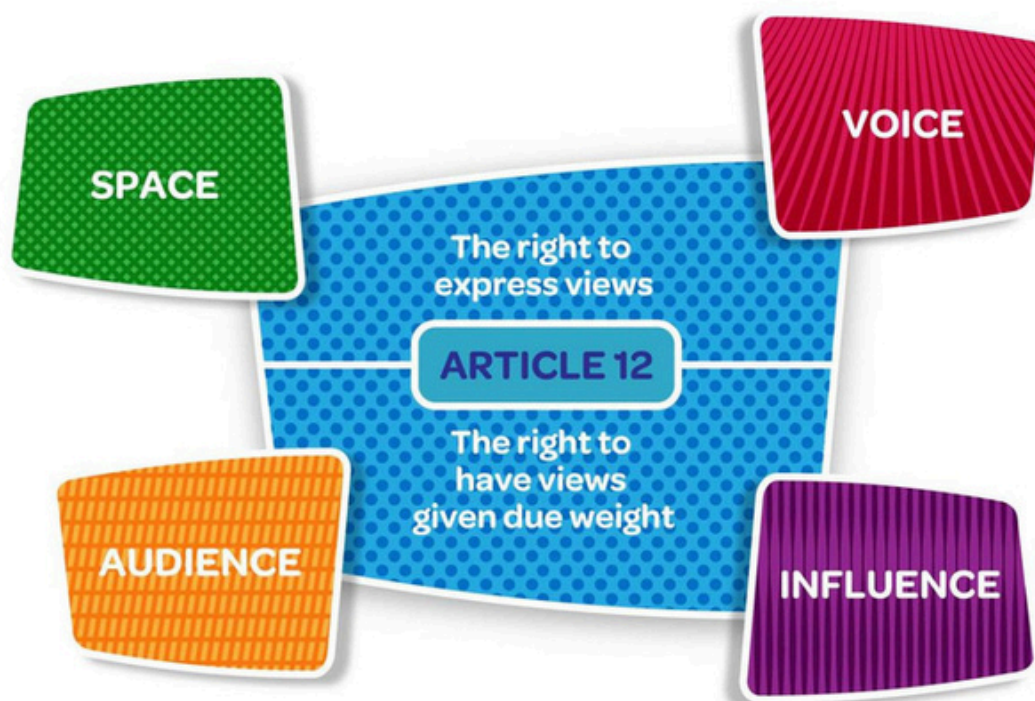 SPACE
VOICE
The right to
express views
ARTICLE 12
The right to
have views
given due weight
AUDIENCE
INFLUENCE